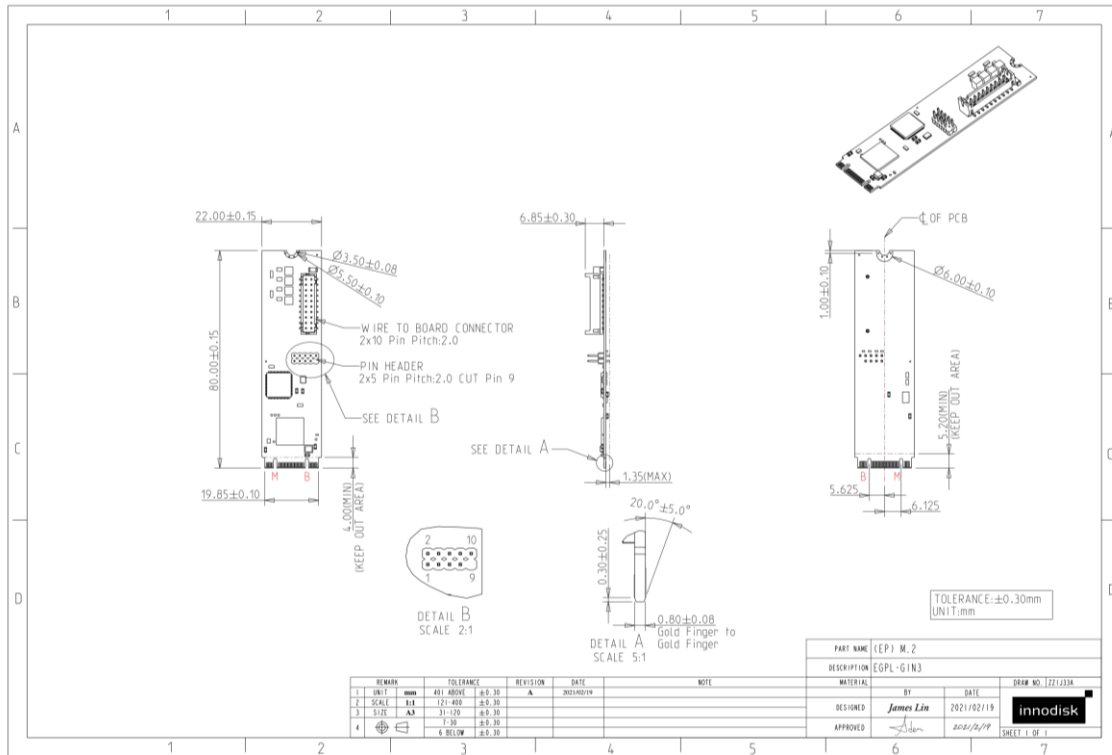 1 2 3 4 5 6 7
A
B
C
D
A
B
C
D
22.00±0.15
80.00±0.15
Ø3.50±0.08
Ø5.50±0.10
WIRE TO BOARD CONNECTOR
2x10 Pin Pitch:2.0
PIN HEADER
2x5 Pin Pitch:2.0 CUT Pin 9
SEE DETAIL B
M B
19.85±0.10
4.00(MIN)
(KEEP OUT AREA)
6.85±0.30
SEE DETAIL A
1.35(MAX)
℄ OF PCB
1.00±0.10
Ø6.00±0.10
5.20(MIN)
(KEEP OUT AREA)
B M
5.625
6.125
2 10
1 9
DETAIL B
SCALE 2:1
20.0°±5.0°
0.30±0.25
0.80±0.08
Gold Finger to
Gold Finger
DETAIL A
SCALE 5:1
TOLERANCE:±0.30mm
UNIT:mm
REMARK TOLERANCE REVISION DATE NOTE
1 UNIT mm 401 ABOVE ±0.30 A 2021/02/19
2 SCALE 1:1 121-400 ±0.30
3 SIZE A3 31-120 ±0.30
4 7-30 ±0.30
6 BELOW ±0.30
PART NAME (EP) M.2
DESCRIPTION EGPL-G1N3
MATERIAL DRAW NO.
BY DATE
DESIGNED James Lin 2021/02/19
APPROVED 2021/2/19
innodisk
SHEET 1 OF 1
1 2 3 4 5 6 7